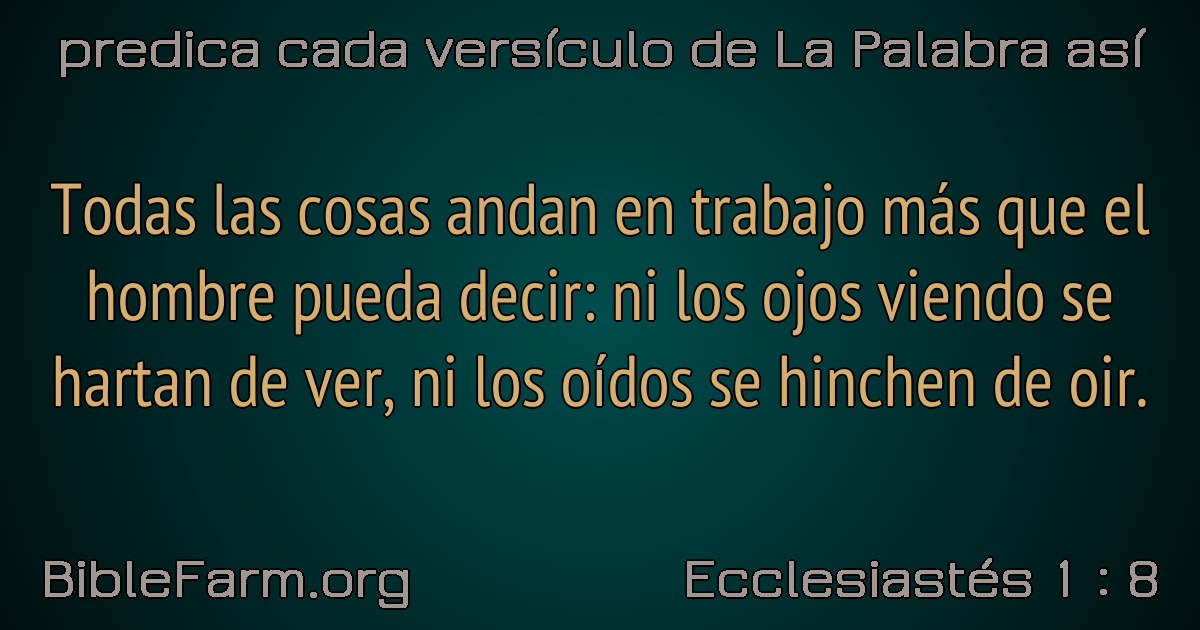 predica cada versículo de La Palabra así
Todas las cosas andan en trabajo más que el
hombre pueda decir: ni los ojos viendo se
hartan de ver, ni los oídos se hinchen de oir.
BibleFarm.org
Ecclesiastés 1 : 8